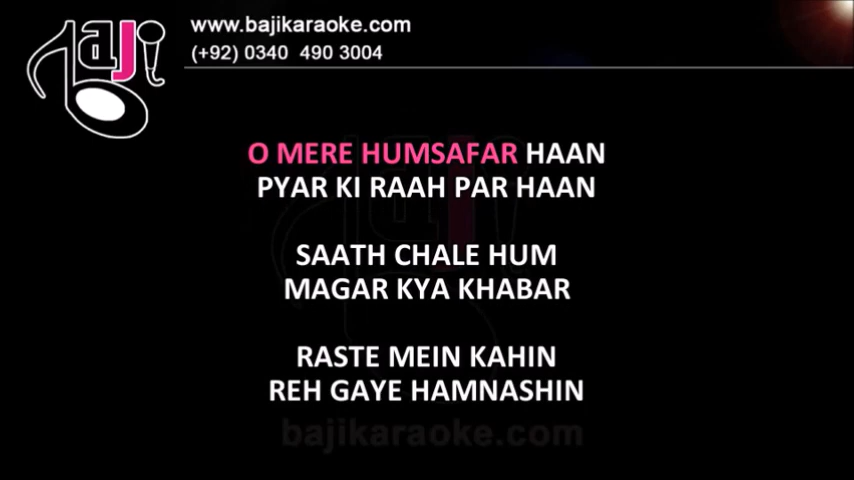 www.bajikaraoke.com
(+92) 0340 490 3004
baji
O MERE HUMSAFAR HAAN
PYAR KI RAAH PAR HAAN
SAATH CHALE HUM
MAGAR KYA KHABAR
RASTE MEIN KAHIN
REH GAYE HAMNASHIN
bajikaraoke.com